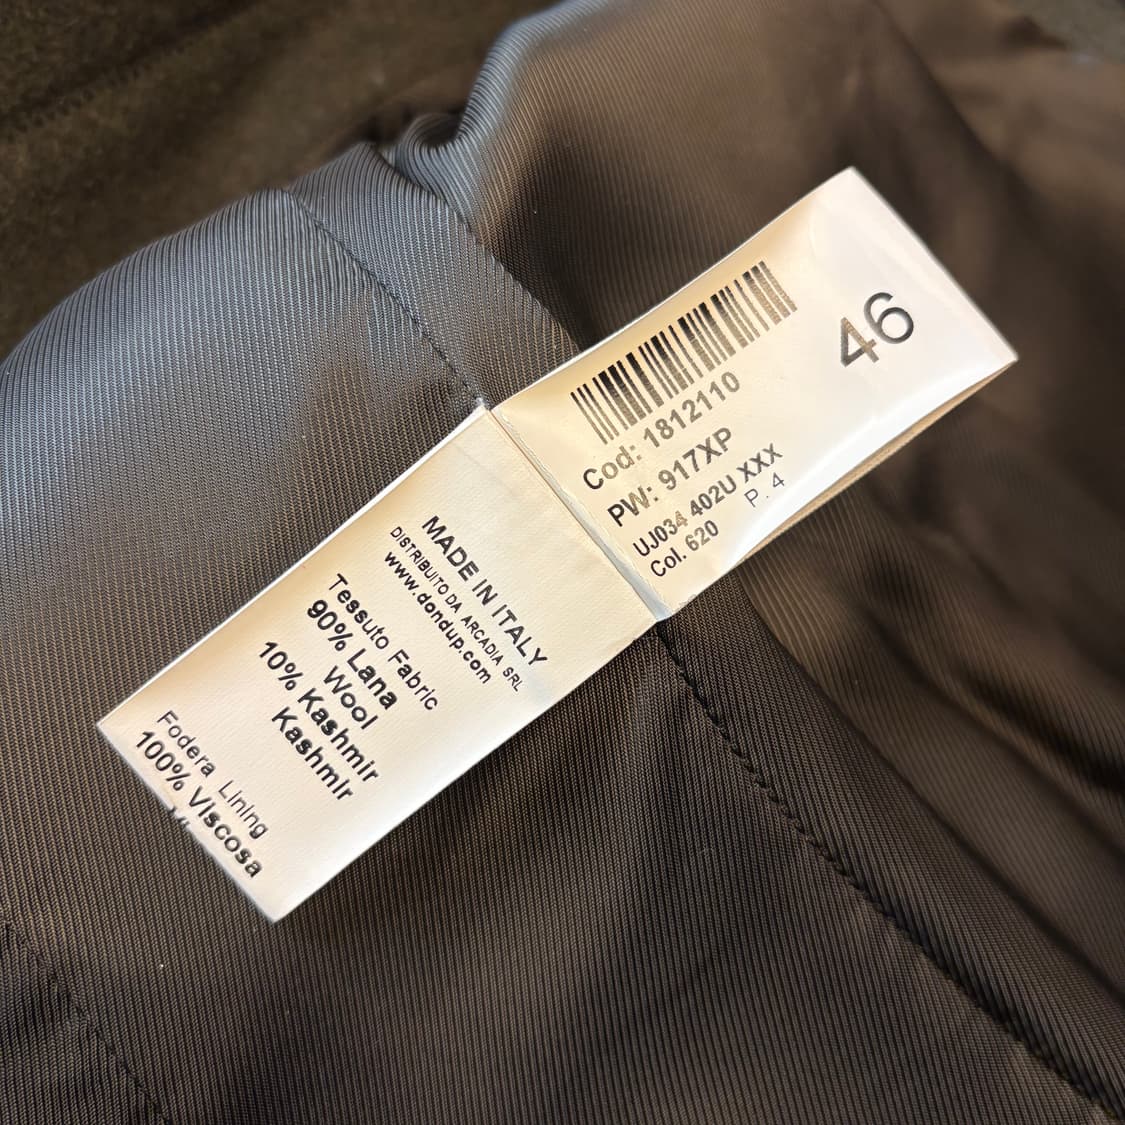 46
Cod: 1812110
PW: 917XP
UJ034 402U XXX
Col. 620 P. 4
MADE IN ITALY
DISTRIBUITO DA ARCADIA SRL
www.dondup.com
Tessuto Fabric
90% Lana
Wool
10% Kashmir
Kashmir
Fodera Lining
100% Viscosa